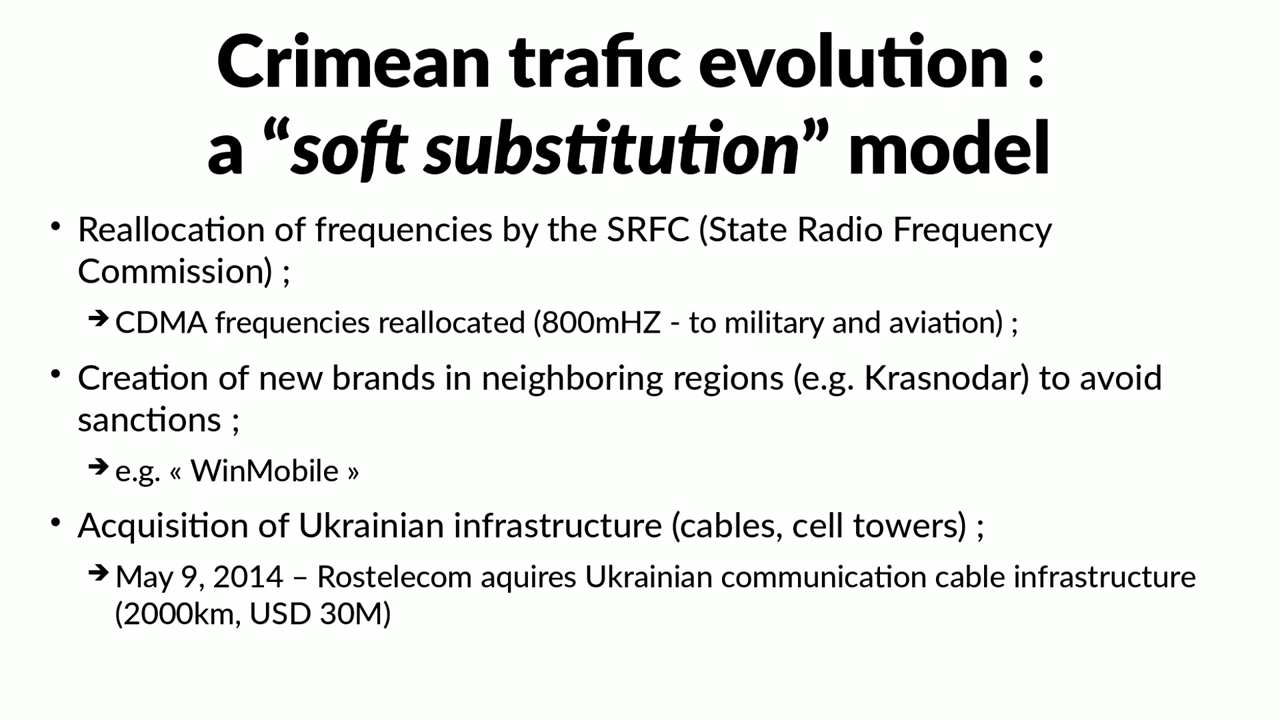 Crimean trafic evolution :
a “soft substitution” model
• Reallocation of frequencies by the SRFC (State Radio Frequency
Commission) ;
➔ CDMA frequencies reallocated (800mHZ - to military and aviation) ;
• Creation of new brands in neighboring regions (e.g. Krasnodar) to avoid
sanctions ;
➔ e.g. « WinMobile »
• Acquisition of Ukrainian infrastructure (cables, cell towers) ;
➔ May 9, 2014 – Rostelecom aquires Ukrainian communication cable infrastructure
(2000km, USD 30M)